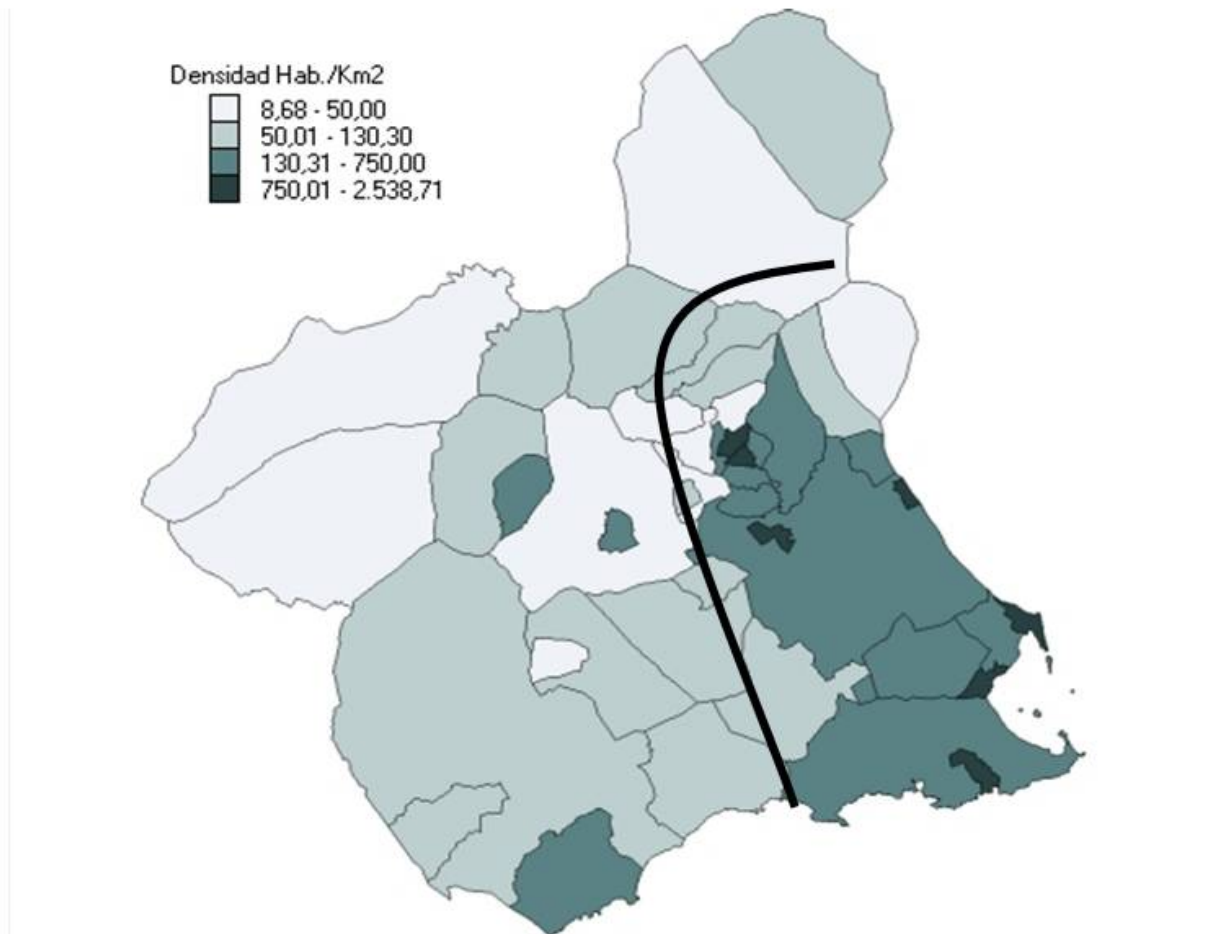 Densidad Hab./Km2
8,68 - 50,00
50,01 - 130,30
130,31 - 750,00
750,01 - 2.538,71